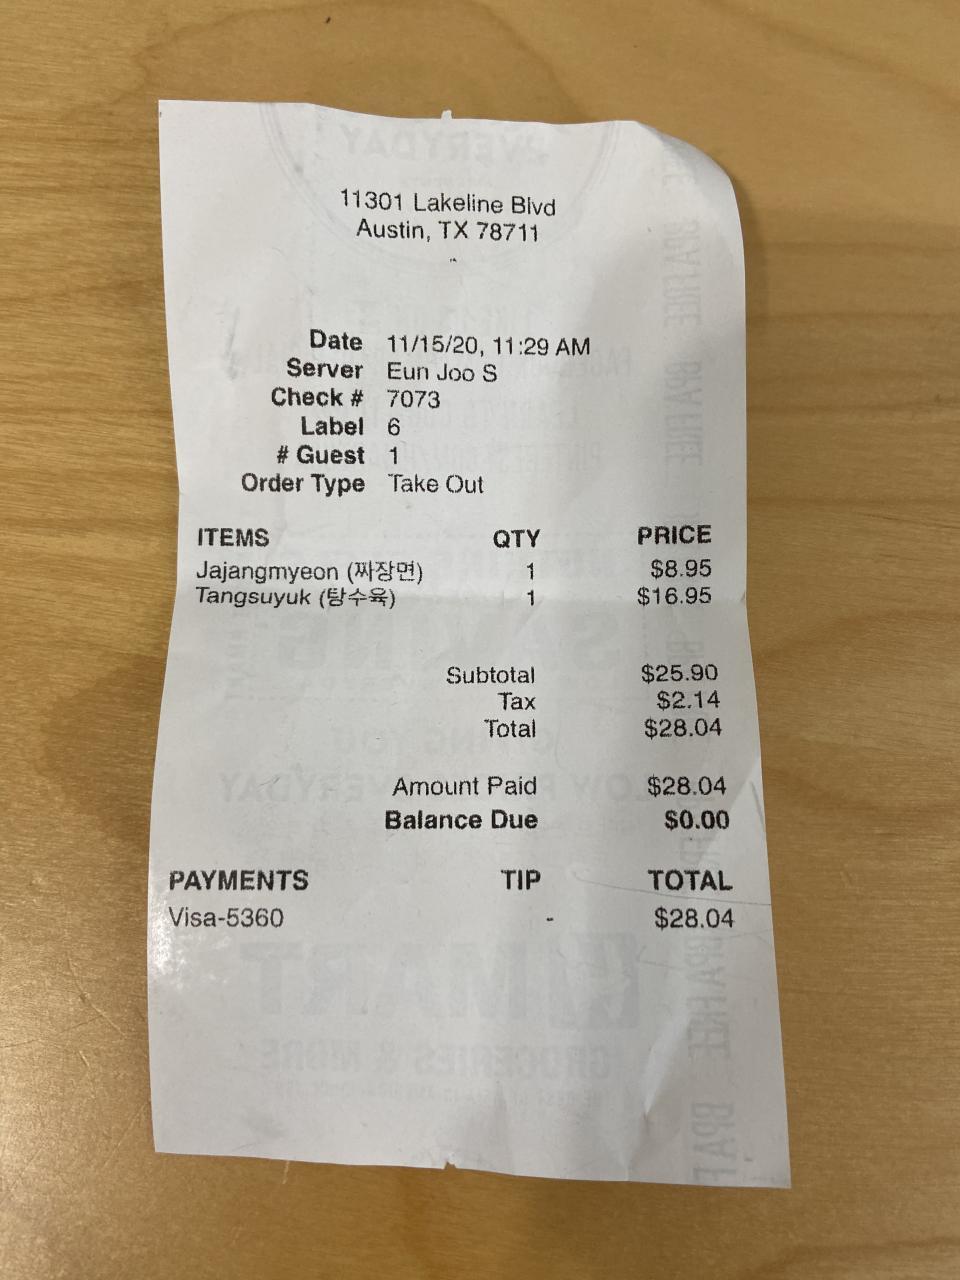 11301 Lakeline Blvd
Austin, TX 78711
Date 11/15/20, 11:29 AM
Server Eun Joo S
Check # 7073
Label 6
# Guest 1
Order Type Take Out
ITEMS QTY PRICE
Jajangmyeon (짜장면) 1 $8.95
Tangsuyuk (탕수육) 1 $16.95
Subtotal $25.90
Tax $2.14
Total $28.04
Amount Paid $28.04
Balance Due $0.00
PAYMENTS TIP TOTAL
Visa-5360 - $28.04